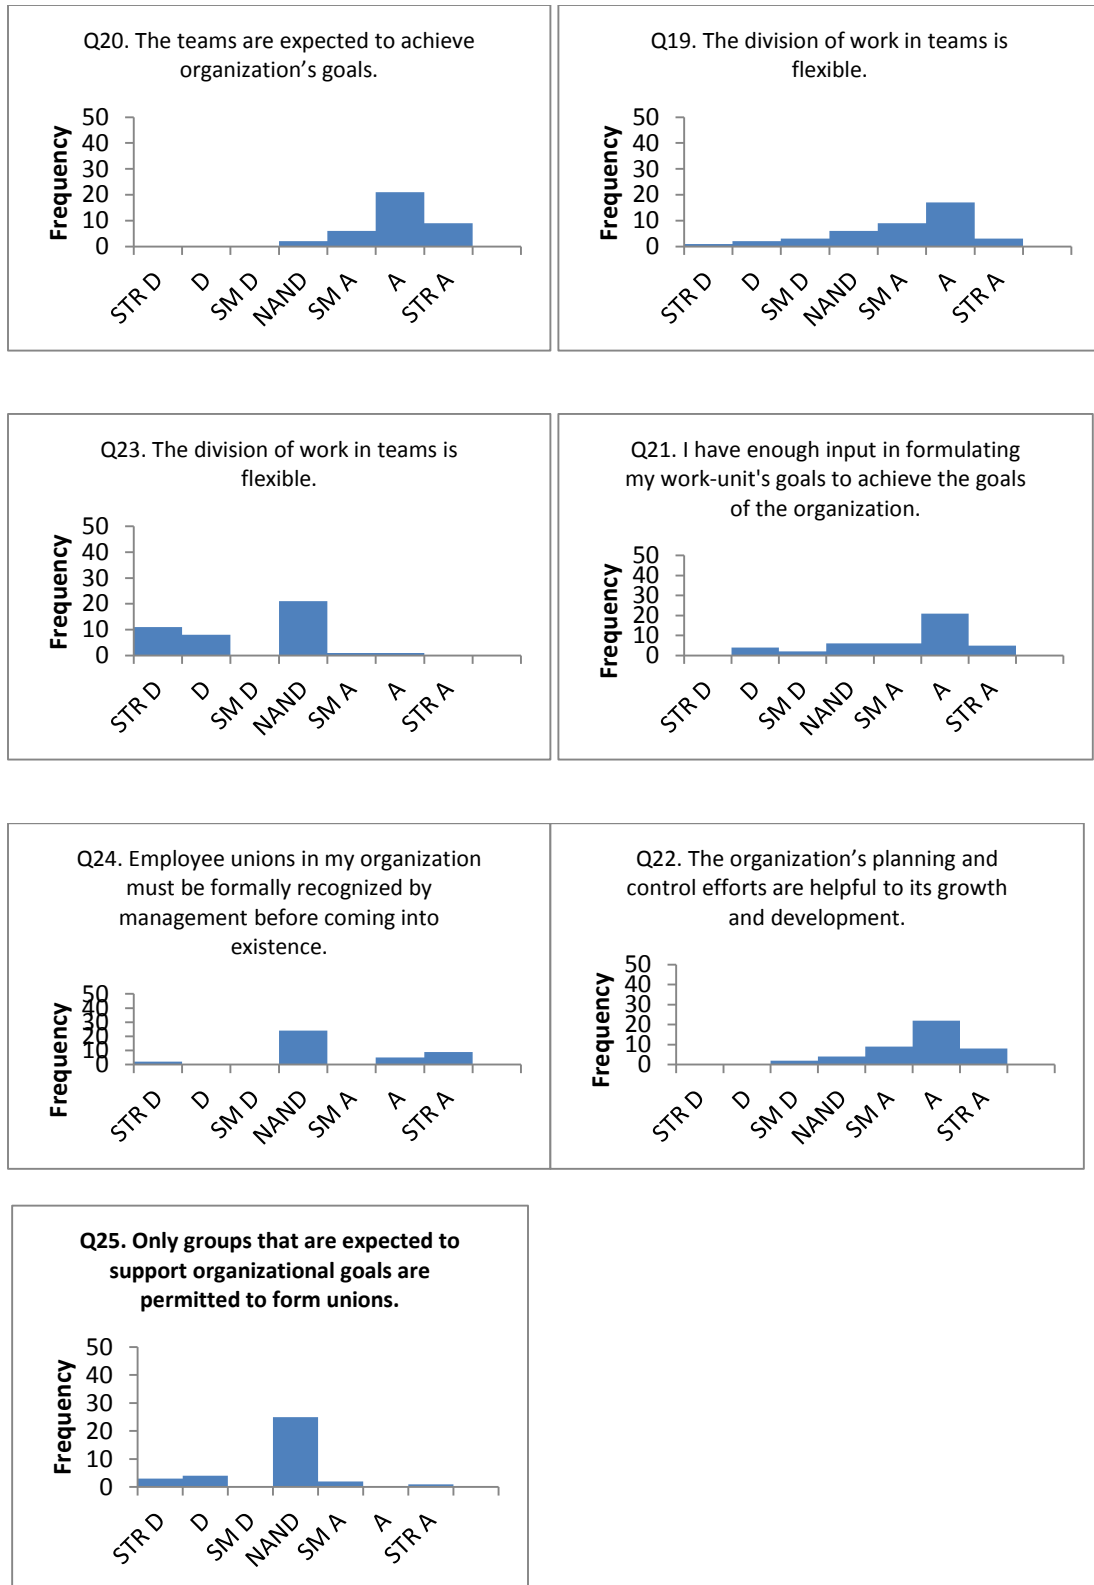 Q20. The teams are expected to achieve
organization’s goals.
50
40
30
20
10
0
Frequency
STR D
D
SM D
NAND
SM A
A
STR A
Q19. The division of work in teams is
flexible.
50
40
30
20
10
0
Frequency
STR D
D
SM D
NAND
SM A
A
STR A
Q23. The division of work in teams is
flexible.
50
40
30
20
10
0
Frequency
STR D
D
SM D
NAND
SM A
A
STR A
Q21. I have enough input in formulating
my work-unit's goals to achieve the goals
of the organization.
50
40
30
20
10
0
Frequency
STR D
D
SM D
NAND
SM A
A
STR A
Q24. Employee unions in my organization
must be formally recognized by
management before coming into
existence.
50
40
30
20
10
0
Frequency
STR D
D
SM D
NAND
SM A
A
STR A
Q22. The organization’s planning and
control efforts are helpful to its growth
and development.
50
40
30
20
10
0
Frequency
STR D
D
SM D
NAND
SM A
A
STR A
Q25. Only groups that are expected to
support organizational goals are
permitted to form unions.
50
40
30
20
10
0
Frequency
STR D
D
SM D
NAND
SM A
A
STR A